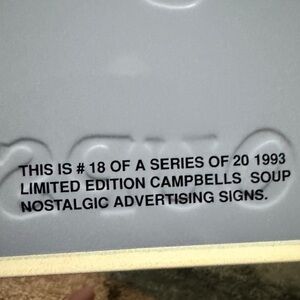 THIS IS # 18 OF A SERIES OF 20 1993
LIMITED EDITION CAMPBELLS SOUP
NOSTALGIC ADVERTISING SIGNS.